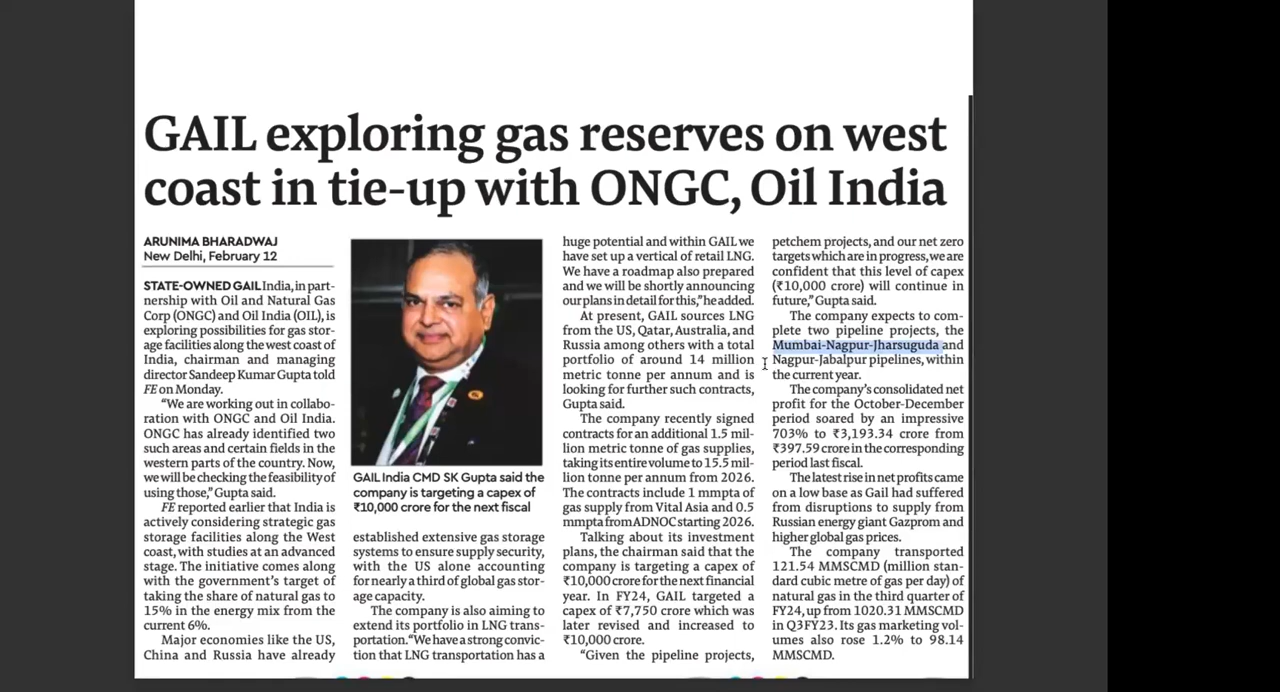 GAIL exploring gas reserves on west
coast in tie-up with ONGC, Oil India
ARUNIMA BHARADWAJ
New Delhi, February 12
STATE-OWNED GAIL India, in part-
nership with Oil and Natural Gas
Corp (ONGC) and Oil India (OIL), is
exploring possibilities for gas stor-
age facilities along the west coast of
India, chairman and managing
director Sandeep Kumar Gupta told
FE on Monday.
“We are working out in collabo-
ration with ONGC and Oil India.
ONGC has already identified two
such areas and certain fields in the
western parts of the country. Now,
we will be checking the feasibility of
using those,” Gupta said.
FE reported earlier that India is
actively considering strategic gas
storage facilities along the West
coast, with studies at an advanced
stage. The initiative comes along
with the government’s target of
taking the share of natural gas to
15% in the energy mix from the
current 6%.
Major economies like the US,
China and Russia have already
GAIL India CMD SK Gupta said the
company is targeting a capex of
₹10,000 crore for the next fiscal
established extensive gas storage
systems to ensure supply security,
with the US alone accounting
for nearly a third of global gas stor-
age capacity.
The company is also aiming to
extend its portfolio in LNG trans-
portation. “We have a strong convic-
tion that LNG transportation has a
huge potential and within GAIL we
have set up a vertical of retail LNG.
We have a roadmap also prepared
and we will be shortly announcing
our plans in detail for this,” he added.
At present, GAIL sources LNG
from the US, Qatar, Australia, and
Russia among others with a total
portfolio of around 14 million
metric tonne per annum and is
looking for further such contracts,
Gupta said.
The company recently signed
contracts for an additional 1.5 mil-
lion metric tonne of gas supplies,
taking its entire volume to 15.5 mil-
lion tonne per annum from 2026.
The contracts include 1 mmpta of
gas supply from Vital Asia and 0.5
mmpta from ADNOC starting 2026.
Talking about its investment
plans, the chairman said that the
company is targeting a capex of
₹10,000 crore for the next financial
year. In FY24, GAIL targeted a
capex of ₹7,750 crore which was
later revised and increased to
₹10,000 crore.
“Given the pipeline projects,
petchem projects, and our net zero
targets which are in progress, we are
confident that this level of capex
(₹10,000 crore) will continue in
future,” Gupta said.
The company expects to com-
plete two pipeline projects, the
Mumbai-Nagpur-Jharsuguda and
Nagpur-Jabalpur pipelines, within
the current year.
The company’s consolidated net
profit for the October-December
period soared by an impressive
703% to ₹3,193.34 crore from
₹397.59 crore in the corresponding
period last fiscal.
The latest rise in net profits came
on a low base as Gail had suffered
from disruptions to supply from
Russian energy giant Gazprom and
higher global gas prices.
The company transported
121.54 MMSCMD (million stan-
dard cubic metre of gas per day) of
natural gas in the third quarter of
FY24, up from 1020.31 MMSCMD
in Q3FY23. Its gas marketing vol-
umes also rose 1.2% to 98.14
MMSCMD.